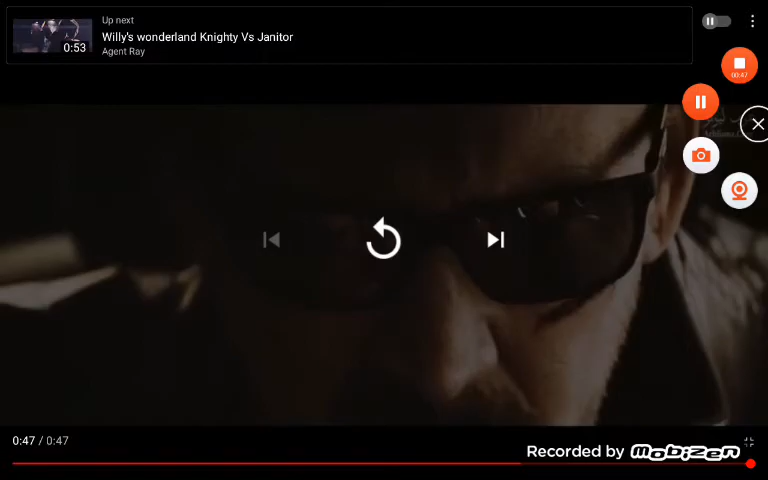 Up next
Willy's wonderland Knighty Vs Janitor
Agent Ray
0:53
00:47
0:47 / 0:47
Recorded by Mobizen